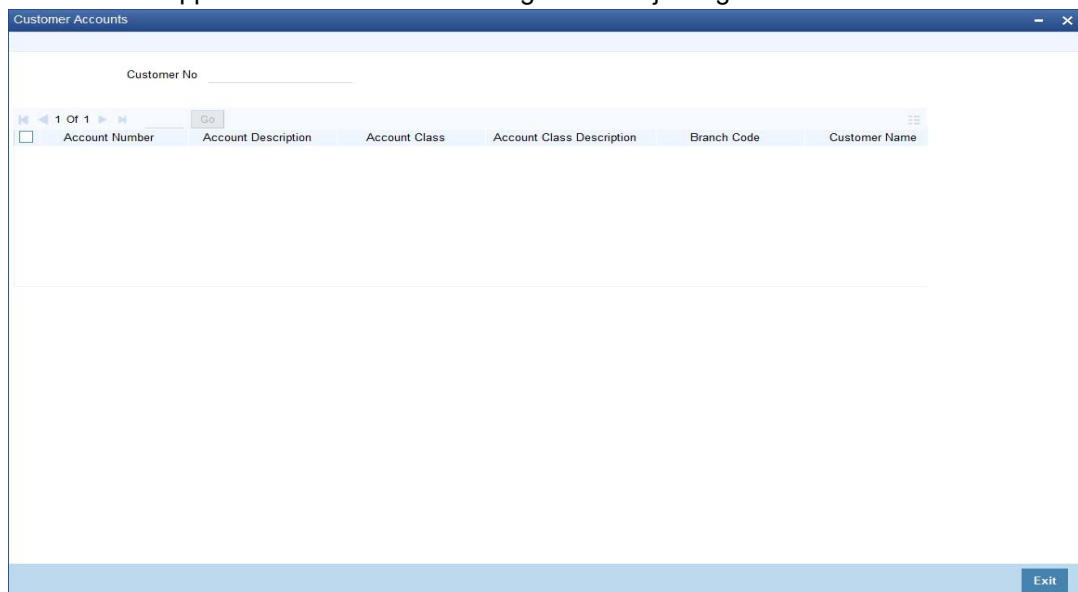 Customer Accounts
Customer No
1 Of 1 Go
Account Number Account Description Account Class Account Class Description Branch Code Customer Name
Exit